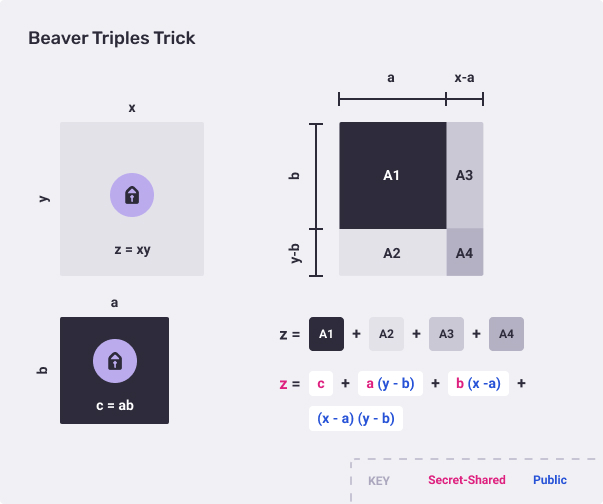 Beaver Triples Trick
x
y
z = xy
a
b
c = ab
a x-a
b
y-b
A1 A3
A2 A4
z = A1 + A2 + A3 + A4
z = c + a (y - b) + b (x -a) +
(x - a) (y - b)
KEY Secret-Shared Public